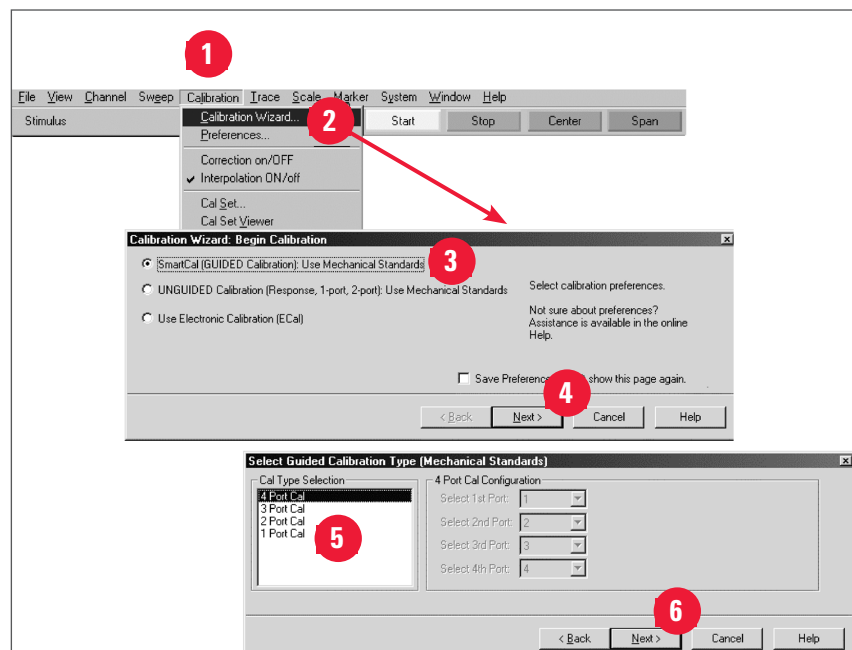 1
File View Channel Sweep Calibration Trace Scale Marker System Window Help
Stimulus
Start Stop Center Span
Calibration Wizard...
2
Preferences...
Correction on/OFF
✓ Interpolation ON/off
Cal Set...
Cal Set Viewer
Calibration Wizard: Begin Calibration
SmartCal (GUIDED Calibration): Use Mechanical Standards
3
UNGUIDED Calibration (Response, 1-port, 2-port): Use Mechanical Standards
Use Electronic Calibration (ECal)
Select calibration preferences.
Not sure about preferences?
Assistance is available in the online
Help.
Save Preference show this page again.
4
< Back Next > Cancel Help
Select Guided Calibration Type (Mechanical Standards)
Cal Type Selection
4 Port Cal
3 Port Cal
2 Port Cal
1 Port Cal
5
4 Port Cal Configuration
Select 1st Port: 1
Select 2nd Port: 2
Select 3rd Port: 3
Select 4th Port: 4
6
< Back Next > Cancel Help